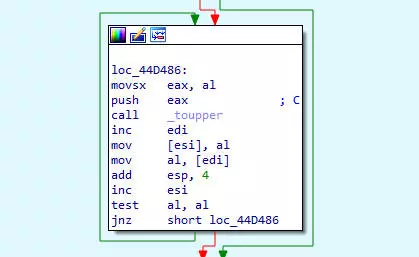 loc_44D486:
movsx eax, al
push eax ; C
call _toupper
inc edi
mov [esi], al
mov al, [edi]
add esp, 4
inc esi
test al, al
jnz short loc_44D486